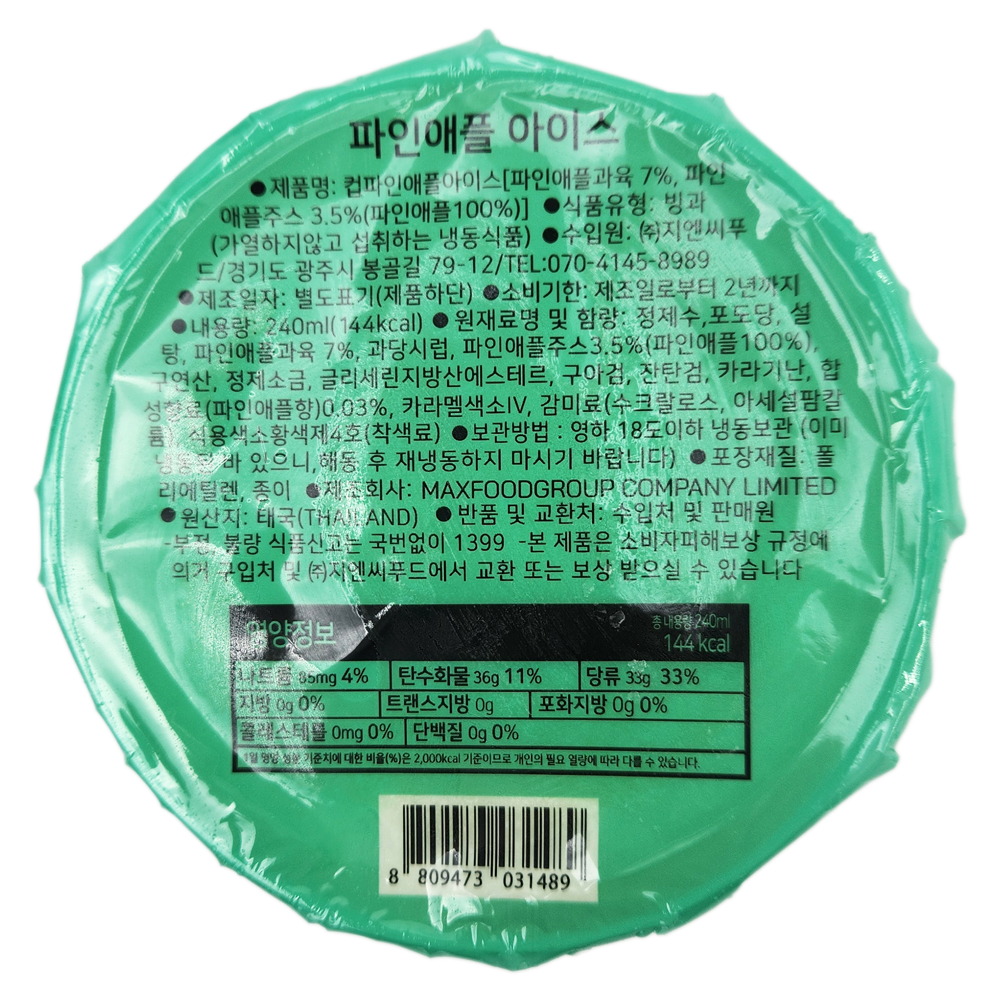 파인애플 아이스
●제품명: 컵파인애플아이스[파인애플과육 7%, 파인
애플주스 3.5%(파인애플100%)] ●식품유형: 빙과
(가열하지않고 섭취하는 냉동식품) ●수입원: ㈜지엔씨푸
드/경기도 광주시 봉골길 79-12/TEL:070-4145-8989
●제조일자: 별도표기(제품하단) ●소비기한: 제조일로부터 2년까지
●내용량: 240ml(144kcal) ●원재료명 및 함량: 정제수,포도당, 설
탕, 파인애플과육 7%, 과당시럽, 파인애플주스3.5%(파인애플100%),
구연산, 정제소금, 글리세린지방산에스테르, 구아검, 잔탄검, 카라기난, 합
성향료(파인애플향)0.03%, 카라멜색소IV, 감미료(수크랄로스, 아세설팜칼
륨), 식용색소황색제4호(착색료) ●보관방법 : 영하 18도이하 냉동보관 (이미
냉동된 바 있으니,해동 후 재냉동하지 마시기 바랍니다) ●포장재질: 폴
리에틸렌, 종이 ●제조회사: MAXFOODGROUP COMPANY LIMITED
●원산지: 태국(THAILAND) ●반품 및 교환처: 수입처 및 판매원
-부정, 불량 식품신고는 국번없이 1399 -본 제품은 소비자피해보상 규정에
의거 구입처 및 ㈜지엔씨푸드에서 교환 또는 보상 받으실 수 있습니다
영양정보 총 내용량 240ml
144 kcal
나트륨 85mg 4% 탄수화물 36g 11% 당류 33g 33%
지방 0g 0% 트랜스지방 0g 포화지방 0g 0%
콜레스테롤 0mg 0% 단백질 0g 0%
1일 영양 성분 기준치에 대한 비율(%)은 2,000kcal 기준이므로 개인의 필요 열량에 따라 다를 수 있습니다.
8 809473 031489